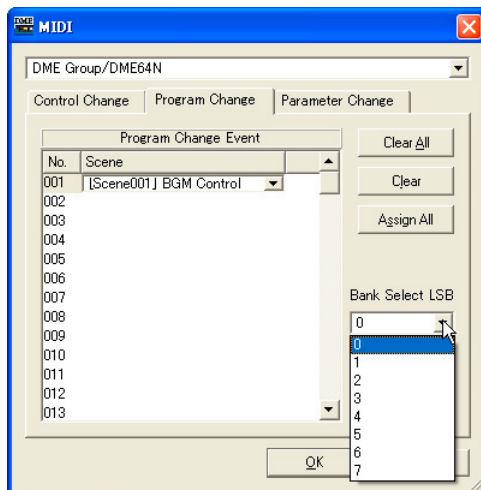 DME MIDI
DME Group/DME64N
Control Change Program Change Parameter Change
Program Change Event
No. Scene
001 [Scene001] BGM Control
002
003
004
005
006
007
008
009
010
011
012
013
Clear All
Clear
Assign All
Bank Select LSB
0
0
1
2
3
4
5
6
7
OK